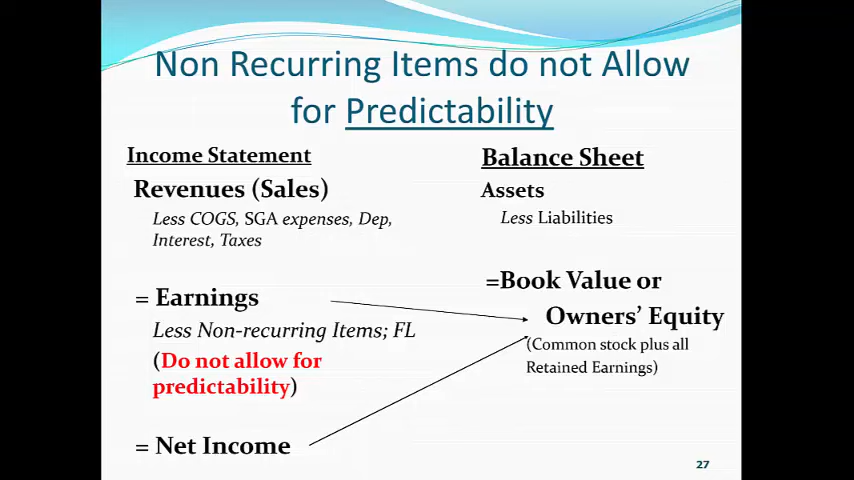 Non Recurring Items do not Allow
for Predictability
Income Statement
Revenues (Sales)
Less COGS, SGA expenses, Dep,
Interest, Taxes
= Earnings
Less Non-recurring Items; FL
(Do not allow for
predictability)
= Net Income
Balance Sheet
Assets
Less Liabilities
=Book Value or
Owners’ Equity
(Common stock plus all
Retained Earnings)
27